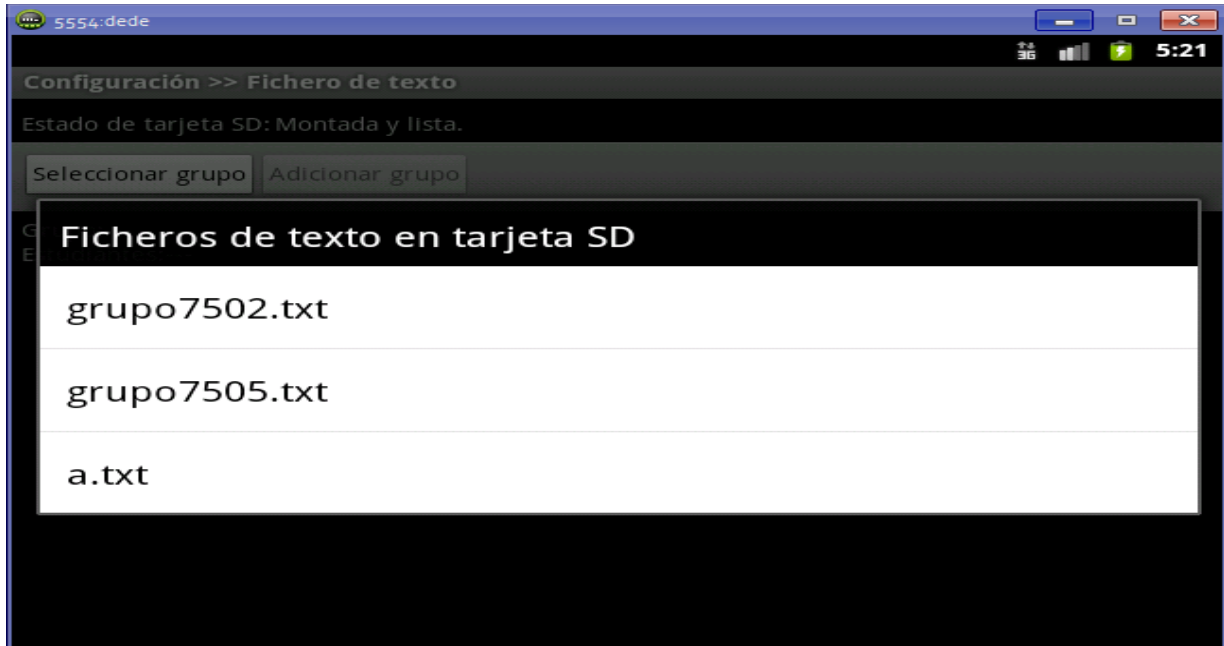 5554:dede
3G 5:21
Configuración >> Fichero de texto
Estado de tarjeta SD: Montada y lista.
Seleccionar grupo Adicionar grupo
Ficheros de texto en tarjeta SD
grupo7502.txt
grupo7505.txt
a.txt